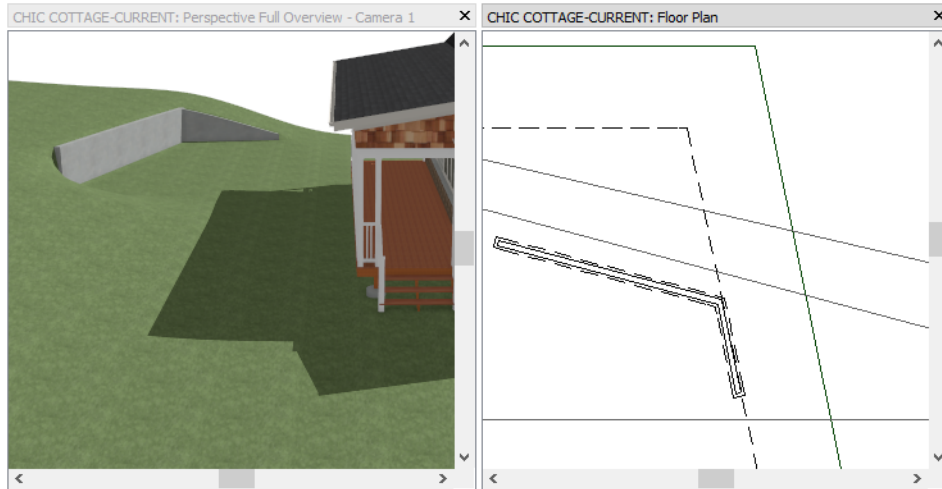 CHIC COTTAGE-CURRENT: Perspective Full Overview - Camera 1
CHIC COTTAGE-CURRENT: Floor Plan